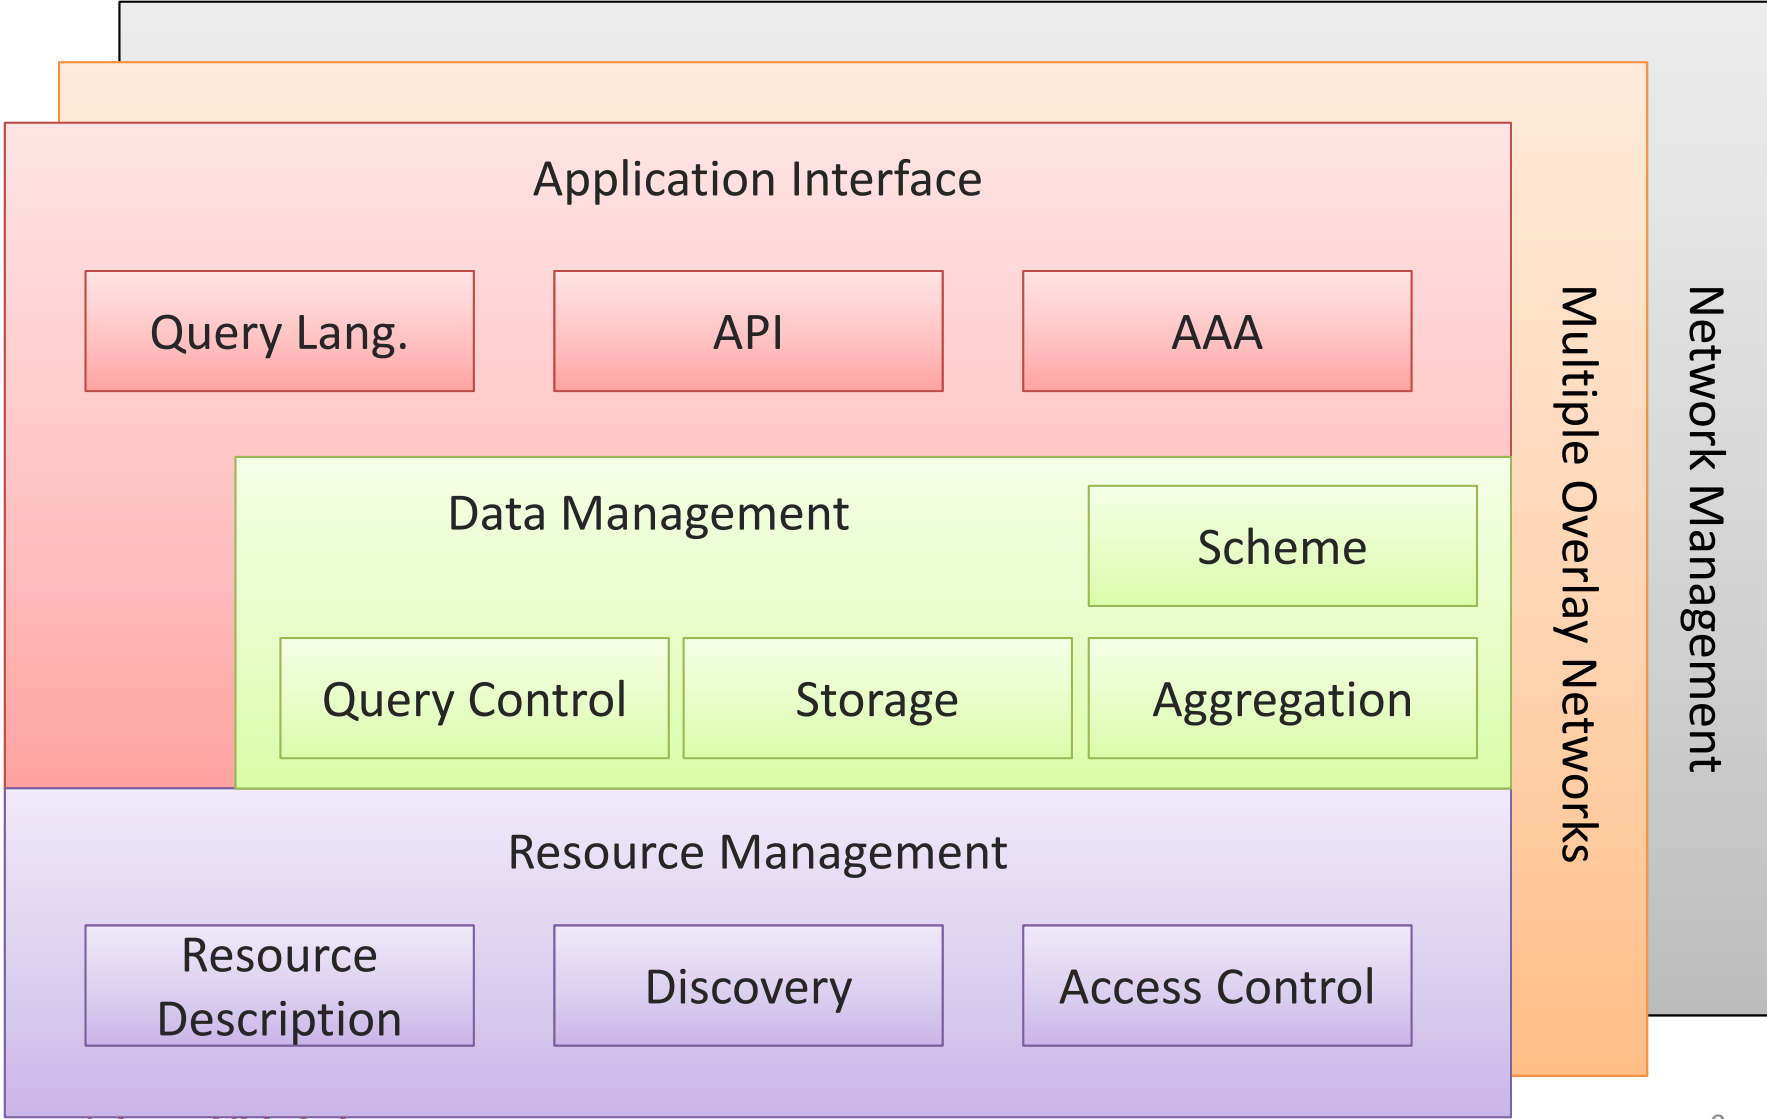 Application Interface
Query Lang.
API
AAA
Data Management
Scheme
Query Control
Storage
Aggregation
Resource Management
Resource
Description
Discovery
Access Control
Multiple Overlay Networks
Network Management